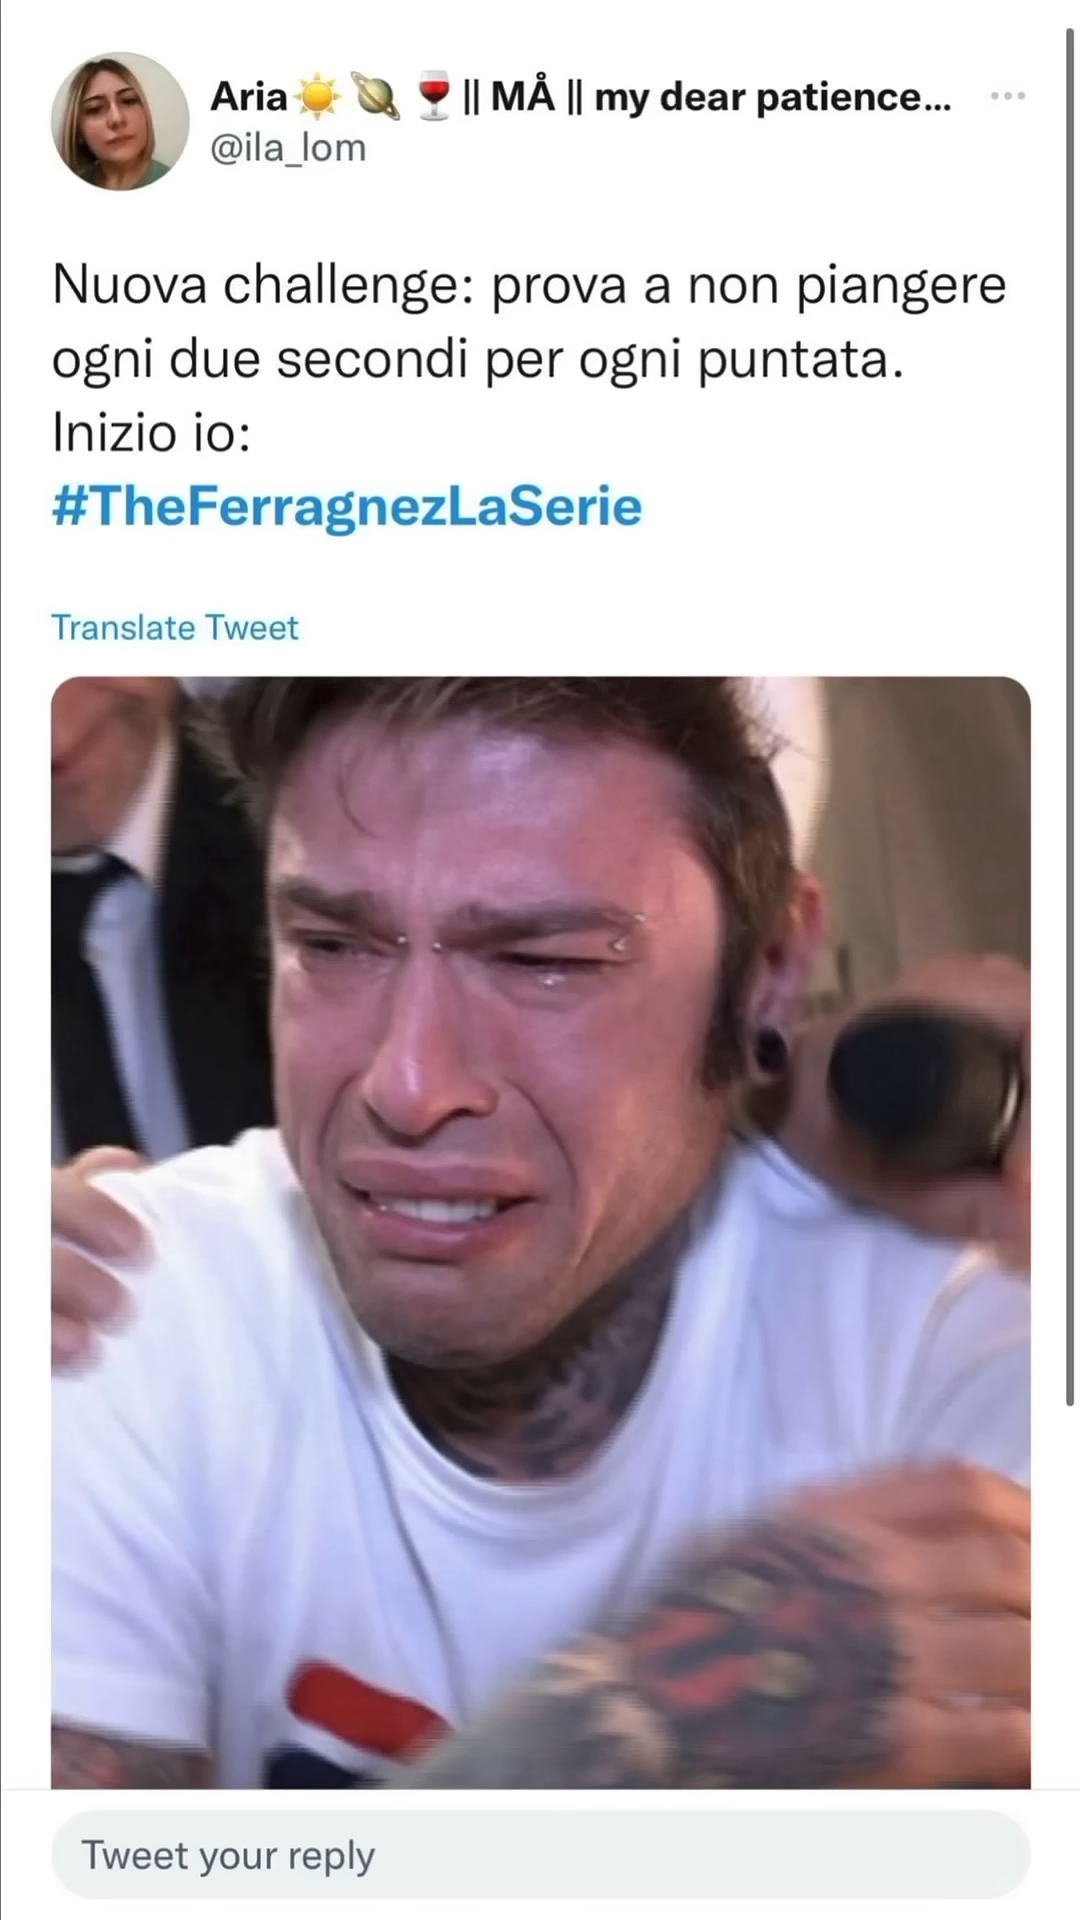 Aria☀️🪐🍷|| MÅ || my dear patience...
@ila_lom
Nuova challenge: prova a non piangere
ogni due secondi per ogni puntata.
Inizio io:
#TheFerragnezLaSerie
Translate Tweet
Tweet your reply